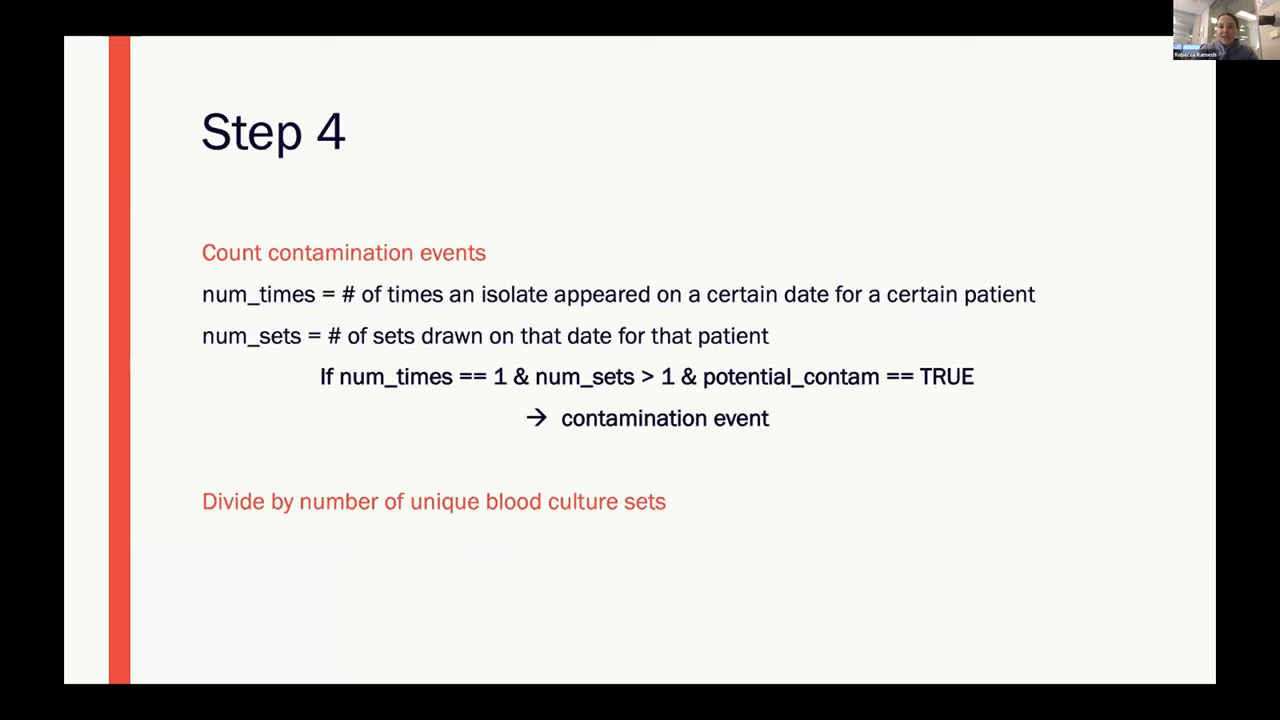 Rebecca Ramesh
Step 4
Count contamination events
num_times = # of times an isolate appeared on a certain date for a certain patient
num_sets = # of sets drawn on that date for that patient
If num_times == 1 & num_sets > 1 & potential_contam == TRUE
→ contamination event
Divide by number of unique blood culture sets